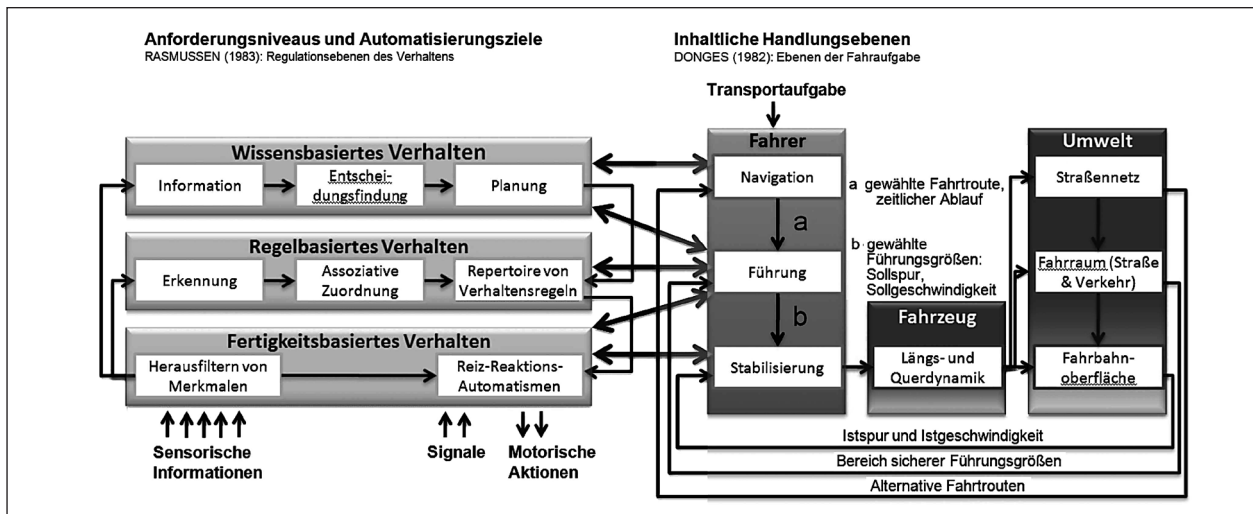 Anforderungsniveaus und Automatisierungsziele
RASMUSSEN (1983): Regulationsebenen des Verhaltens
Wissensbasiertes Verhalten
Information
Entschei-
dungsfindung
Planung
Regelbasiertes Verhalten
Erkennung
Assoziative
Zuordnung
Repertoire von
Verhaltensregeln
Fertigkeitsbasiertes Verhalten
Herausfiltern von
Merkmalen
Reiz-Reaktions-
Automatismen
Sensorische
Informationen
Signale
Motorische
Aktionen
Inhaltliche Handlungsebenen
DONGES (1982): Ebenen der Fahraufgabe
Transportaufgabe
Fahrer
Navigation
a
Führung
b
Stabilisierung
a gewählte Fahrtroute,
zeitlicher Ablauf
b gewählte
Führungsgrößen:
Sollspur,
Sollgeschwindigkeit
Fahrzeug
Längs- und
Querdynamik
Umwelt
Straßennetz
Fahrraum (Straße
& Verkehr)
Fahrbahn-
oberfläche
Istspur und Istgeschwindigkeit
Bereich sicherer Führungsgrößen
Alternative Fahrtrouten